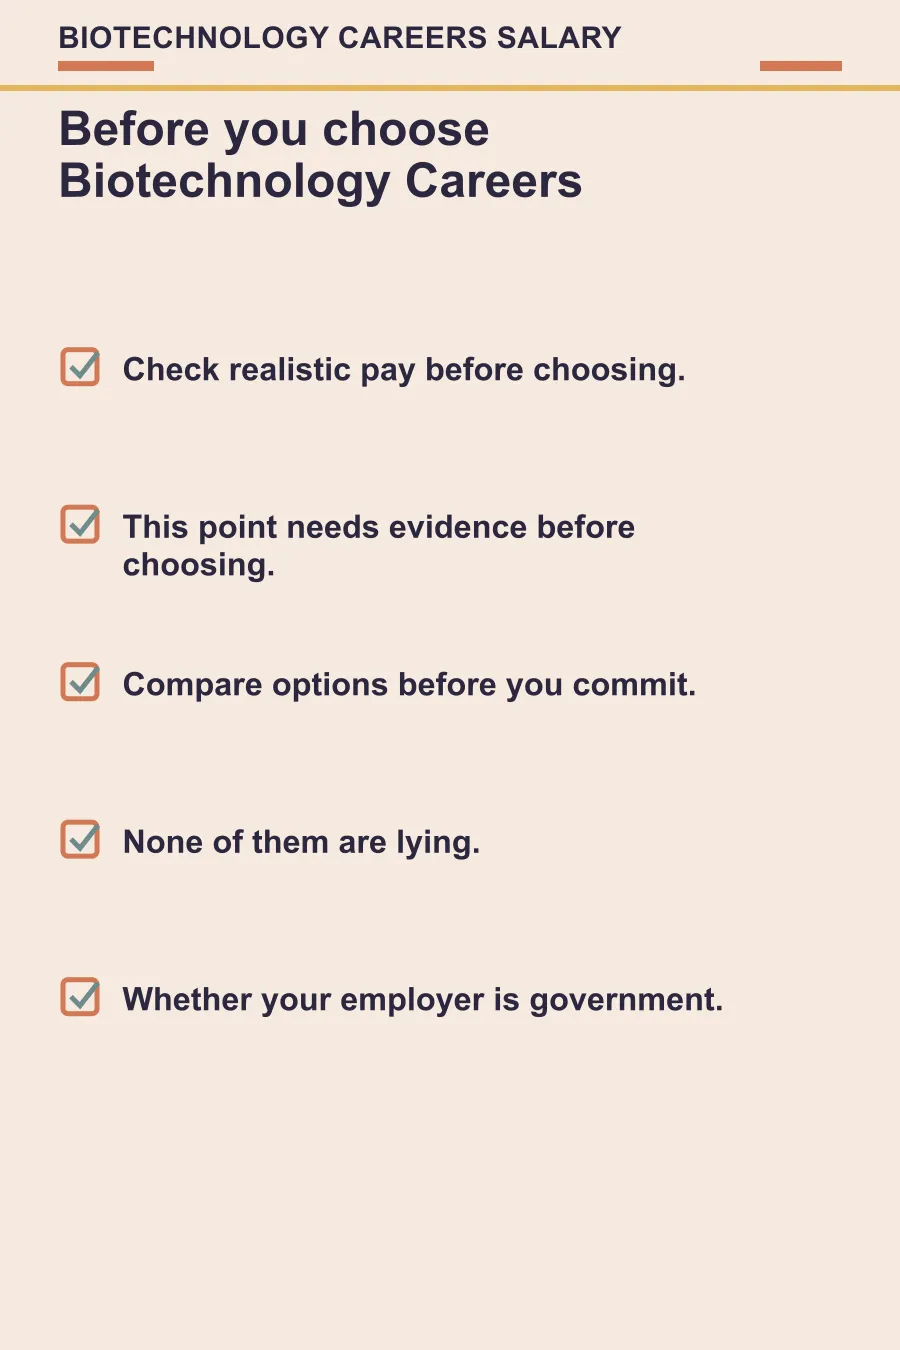 BIOTECHNOLOGY CAREERS SALARY
Before you choose
Biotechnology Careers
Check realistic pay before choosing.
This point needs evidence before
choosing.
Compare options before you commit.
None of them are lying.
Whether your employer is government.